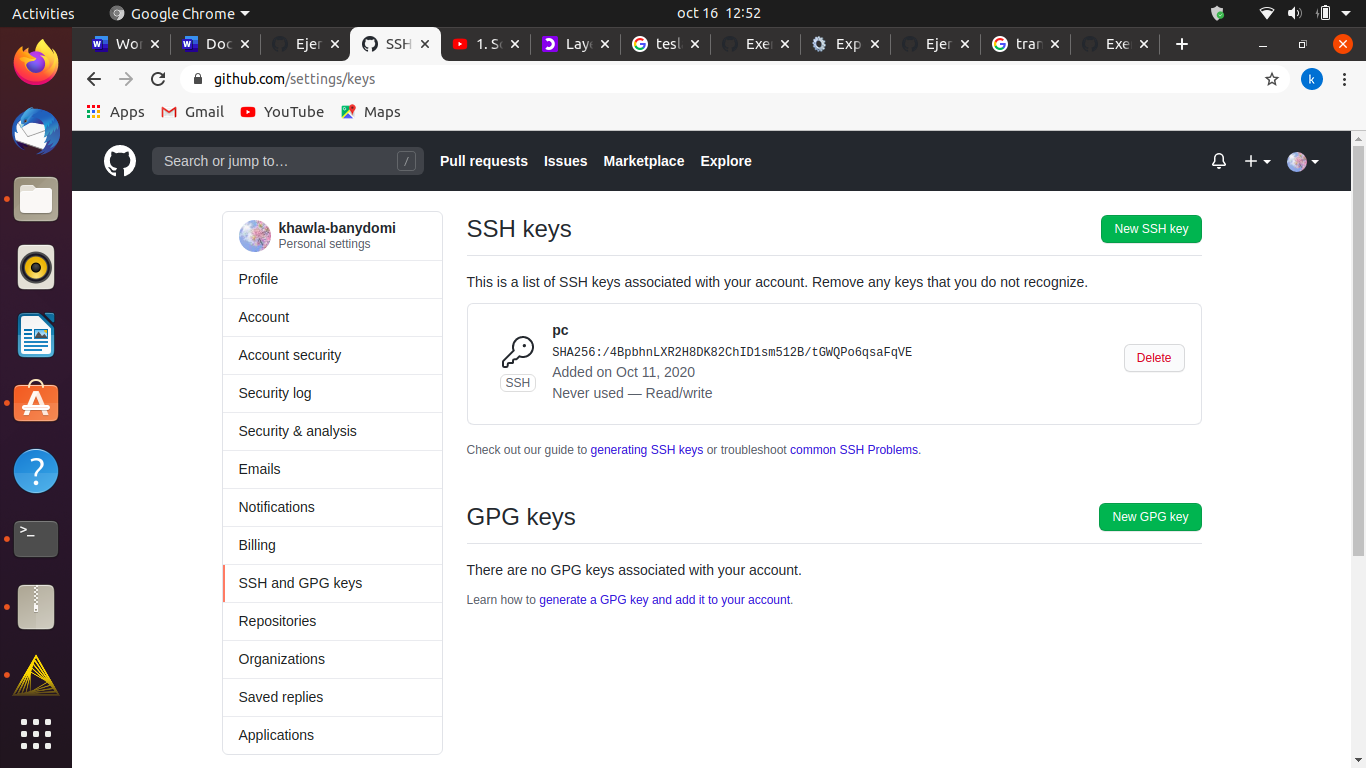 Activities
Google Chrome
oct 16 12:52
Wor
Doc
Ejer
SSH
1. Sc
Laye
tesl
Exer
Exp
Ejer
tran
Exe
github.com/settings/keys
k
Apps
Gmail
YouTube
Maps
Search or jump to…
/
Pull requests
Issues
Marketplace
Explore
khawla-banydomi
Personal settings
Profile
Account
Account security
Security log
Security & analysis
Emails
Notifications
Billing
SSH and GPG keys
Repositories
Organizations
Saved replies
Applications
SSH keys
New SSH key
This is a list of SSH keys associated with your account. Remove any keys that you do not recognize.
pc
SHA256:/4BpbhnLXR2H8DK82ChID1sm512B/tGWQPo6qsaFqVE
Added on Oct 11, 2020
Never used — Read/write
SSH
Delete
Check out our guide to generating SSH keys or troubleshoot common SSH Problems.
GPG keys
New GPG key
There are no GPG keys associated with your account.
Learn how to generate a GPG key and add it to your account.